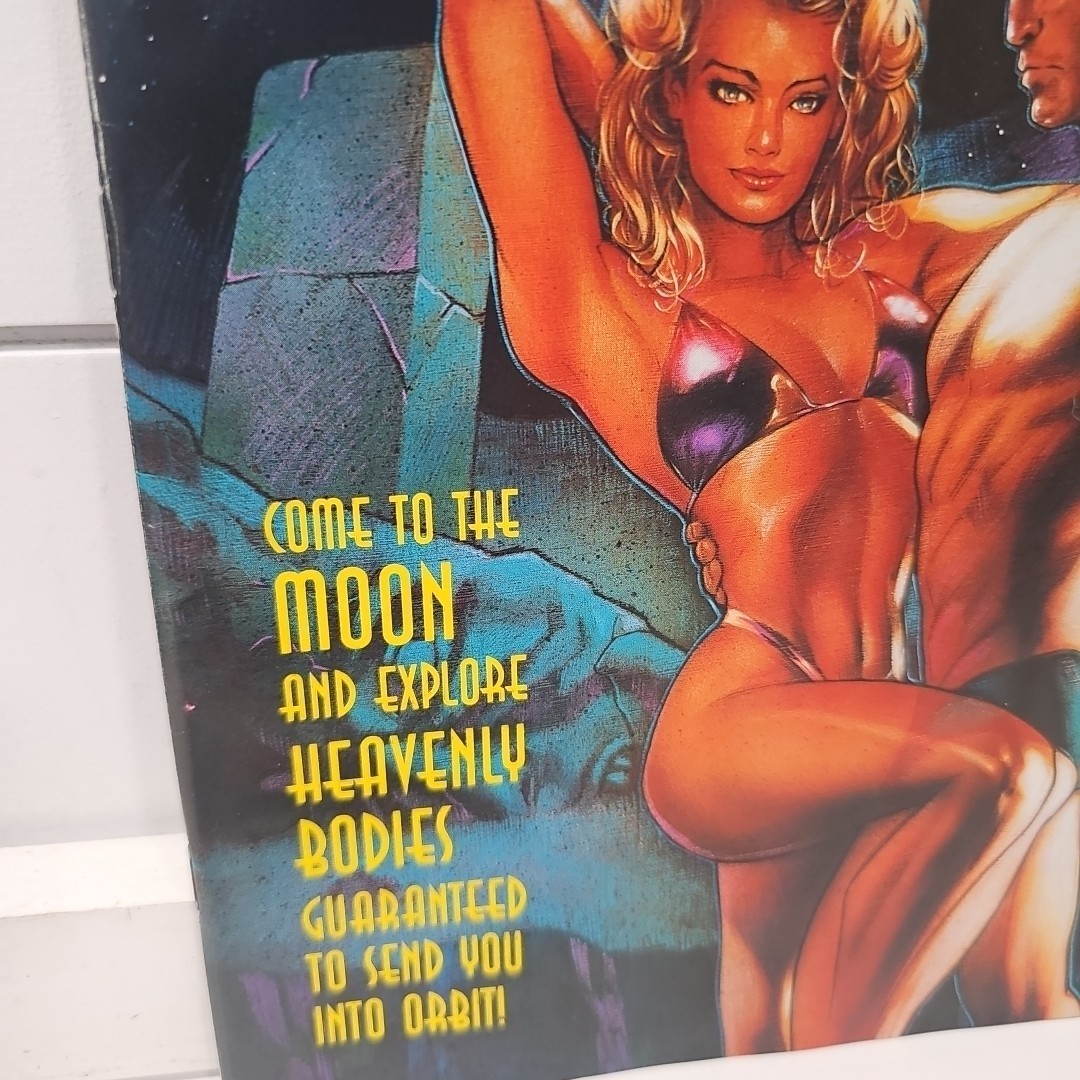 COME TO THE
MOON
AND EXPLORE
HEAVENLY
BODIES
GUARANTEED
TO SEND YOU
INTO ORBIT!